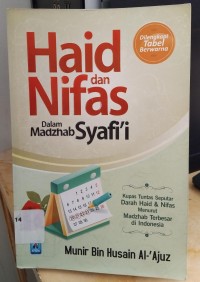 Dilengkapi
Tabel
Berwarna
Haid
dan
Nifas
Dalam
Madzhab Syafi'i
14
Kupas Tuntas Seputar
Darah Haid & Nifas
Menurut
Madzhab Terbesar
di Indonesia
Munir Bin Husain Al-'Ajuz